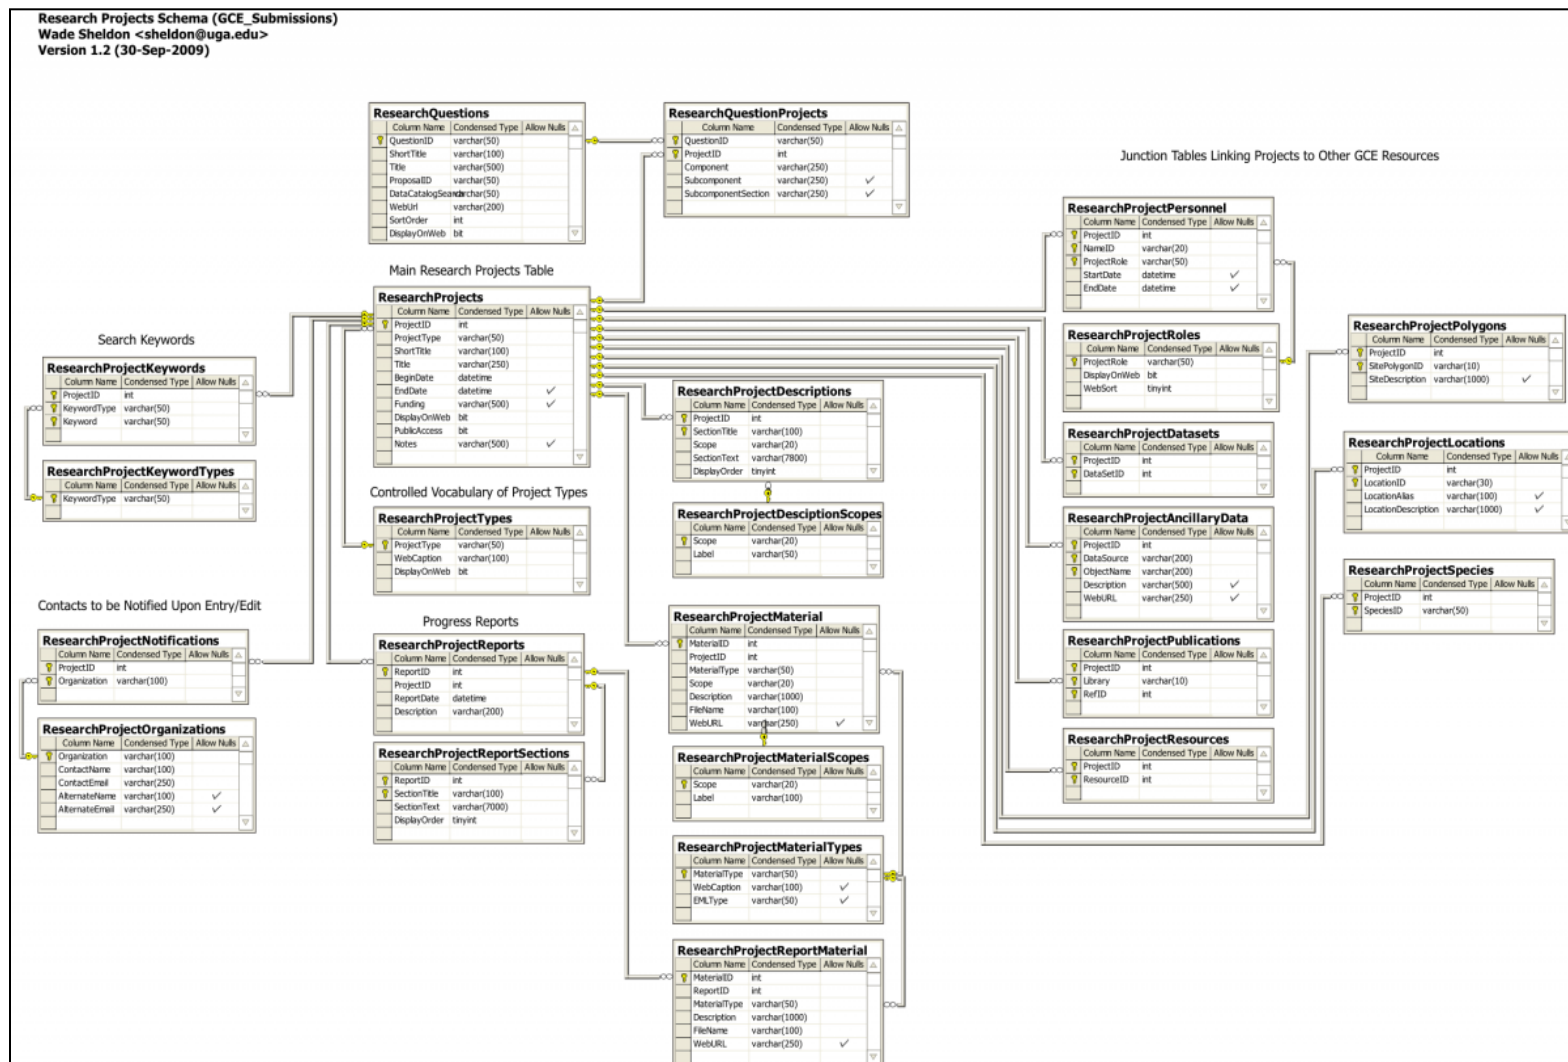 Research Projects Schema (GCE_Submissions)
Wade Sheldon <sheldon@uga.edu>
Version 1.2 (30-Sep-2009)
ResearchQuestions
Column Name Condensed Type Allow Nulls
QuestionID varchar(50)
ShortTitle varchar(100)
Title varchar(500)
ProposalID varchar(50)
DataCatalogSearch varchar(50)
WebUrl varchar(200)
SortOrder int
DisplayOnWeb bit
ResearchQuestionProjects
Column Name Condensed Type Allow Nulls
QuestionID varchar(50)
ProjectID int
Component varchar(250)
Subcomponent varchar(250) ✓
SubcomponentSection varchar(250) ✓
Main Research Projects Table
ResearchProjects
Column Name Condensed Type Allow Nulls
ProjectID int
ProjectType varchar(50)
ShortTitle varchar(100)
Title varchar(250)
BeginDate datetime
EndDate datetime ✓
Funding varchar(500) ✓
DisplayOnWeb bit
PublicAccess bit
Notes varchar(500) ✓
Search Keywords
ResearchProjectKeywords
Column Name Condensed Type Allow Nulls
ProjectID int
KeywordType varchar(50)
Keyword varchar(50)
ResearchProjectKeywordTypes
Column Name Condensed Type Allow Nulls
KeywordType varchar(50)
Controlled Vocabulary of Project Types
ResearchProjectTypes
Column Name Condensed Type Allow Nulls
ProjectType varchar(50)
WebCaption varchar(100)
DisplayOnWeb bit
Contacts to be Notified Upon Entry/Edit
ResearchProjectNotifications
Column Name Condensed Type Allow Nulls
ProjectID int
Organization varchar(100)
ResearchProjectOrganizations
Column Name Condensed Type Allow Nulls
Organization varchar(100)
ContactName varchar(100)
ContactEmail varchar(250)
AlternateName varchar(100) ✓
AlternateEmail varchar(250) ✓
Progress Reports
ResearchProjectReports
Column Name Condensed Type Allow Nulls
ReportID int
ProjectID int
ReportDate datetime
Description varchar(200)
ResearchProjectReportSections
Column Name Condensed Type Allow Nulls
ReportID int
SectionTitle varchar(100)
SectionText varchar(7000)
DisplayOrder tinyint
ResearchProjectDescriptions
Column Name Condensed Type Allow Nulls
ProjectID int
SectionTitle varchar(100)
Scope varchar(20)
SectionText varchar(7800)
DisplayOrder tinyint
ResearchProjectDesciptionScopes
Column Name Condensed Type Allow Nulls
Scope varchar(20)
Label varchar(50)
ResearchProjectMaterial
Column Name Condensed Type Allow Nulls
MaterialID int
ProjectID int
MaterialType varchar(50)
Scope varchar(20)
Description varchar(1000)
FileName varchar(100)
WebURL varchar(250) ✓
ResearchProjectMaterialScopes
Column Name Condensed Type Allow Nulls
Scope varchar(20)
Label varchar(100)
ResearchProjectMaterialTypes
Column Name Condensed Type Allow Nulls
MaterialType varchar(50)
WebCaption varchar(100) ✓
EMLType varchar(50) ✓
ResearchProjectReportMaterial
Column Name Condensed Type Allow Nulls
MaterialID int
ReportID int
MaterialType varchar(50)
Description varchar(1000)
FileName varchar(100)
WebURL varchar(250) ✓
Junction Tables Linking Projects to Other GCE Resources
ResearchProjectPersonnel
Column Name Condensed Type Allow Nulls
ProjectID int
NameID varchar(20)
ProjectRole varchar(50)
StartDate datetime ✓
EndDate datetime ✓
ResearchProjectRoles
Column Name Condensed Type Allow Nulls
ProjectRole varchar(50)
DisplayOnWeb bit
WebSort tinyint
ResearchProjectDatasets
Column Name Condensed Type Allow Nulls
ProjectID int
DataSetID int
ResearchProjectAncillaryData
Column Name Condensed Type Allow Nulls
ProjectID int
DataSource varchar(200)
ObjectName varchar(200)
Description varchar(500) ✓
WebURL varchar(250) ✓
ResearchProjectPublications
Column Name Condensed Type Allow Nulls
ProjectID int
Library varchar(10)
RefID int
ResearchProjectResources
Column Name Condensed Type Allow Nulls
ProjectID int
ResourceID int
ResearchProjectPolygons
Column Name Condensed Type Allow Nulls
ProjectID int
SitePolygonID varchar(10)
SiteDescription varchar(1000) ✓
ResearchProjectLocations
Column Name Condensed Type Allow Nulls
ProjectID int
LocationID varchar(30)
LocationAlias varchar(100) ✓
LocationDescription varchar(1000) ✓
ResearchProjectSpecies
Column Name Condensed Type Allow Nulls
ProjectID int
SpeciesID varchar(50)